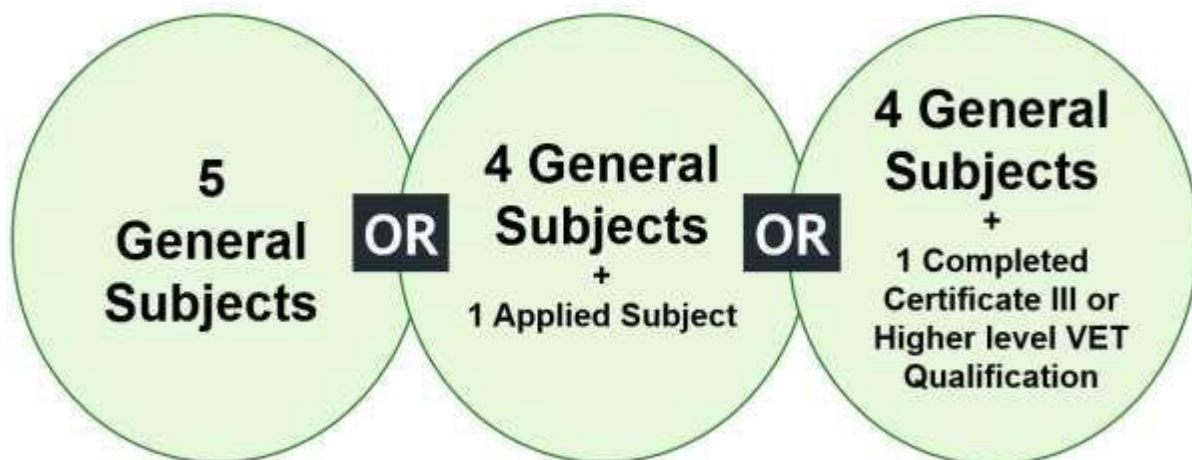 5
General
Subjects
OR
4 General
Subjects
+
1 Applied Subject
OR
4 General
Subjects
+
1 Completed
Certificate III or
Higher level VET
Qualification